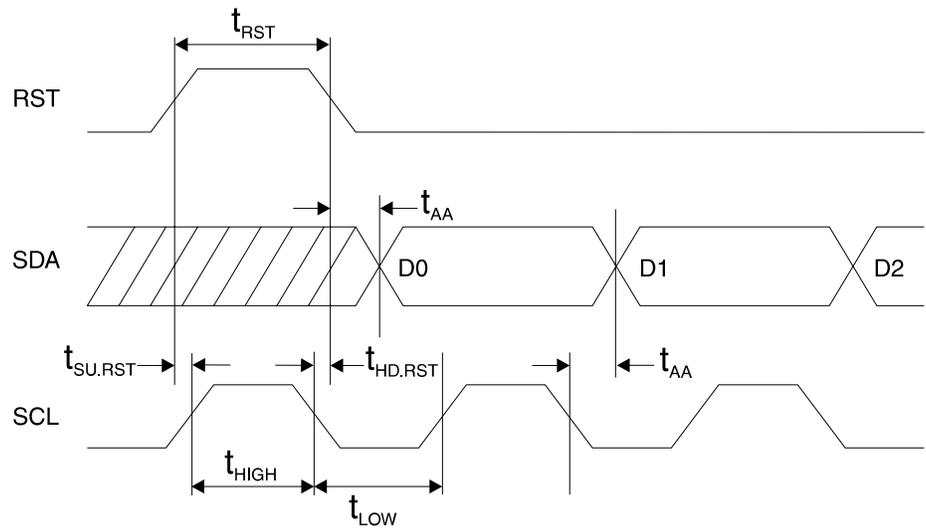 tRST
RST
tAA
SDA
D0
D1
D2
tSU.RST
tHD.RST
tAA
SCL
tHIGH
tLOW